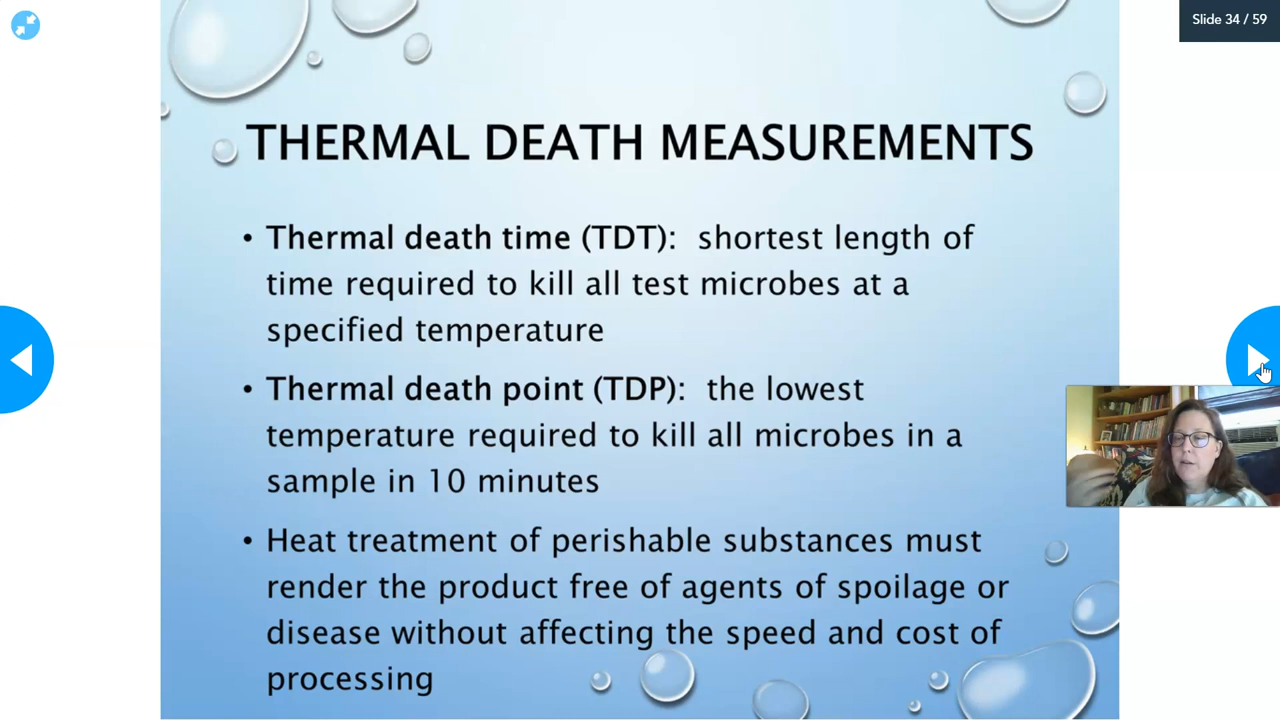 Slide 34 / 59
THERMAL DEATH MEASUREMENTS
• Thermal death time (TDT): shortest length of
time required to kill all test microbes at a
specified temperature
• Thermal death point (TDP): the lowest
temperature required to kill all microbes in a
sample in 10 minutes
• Heat treatment of perishable substances must
render the product free of agents of spoilage or
disease without affecting the speed and cost of
processing